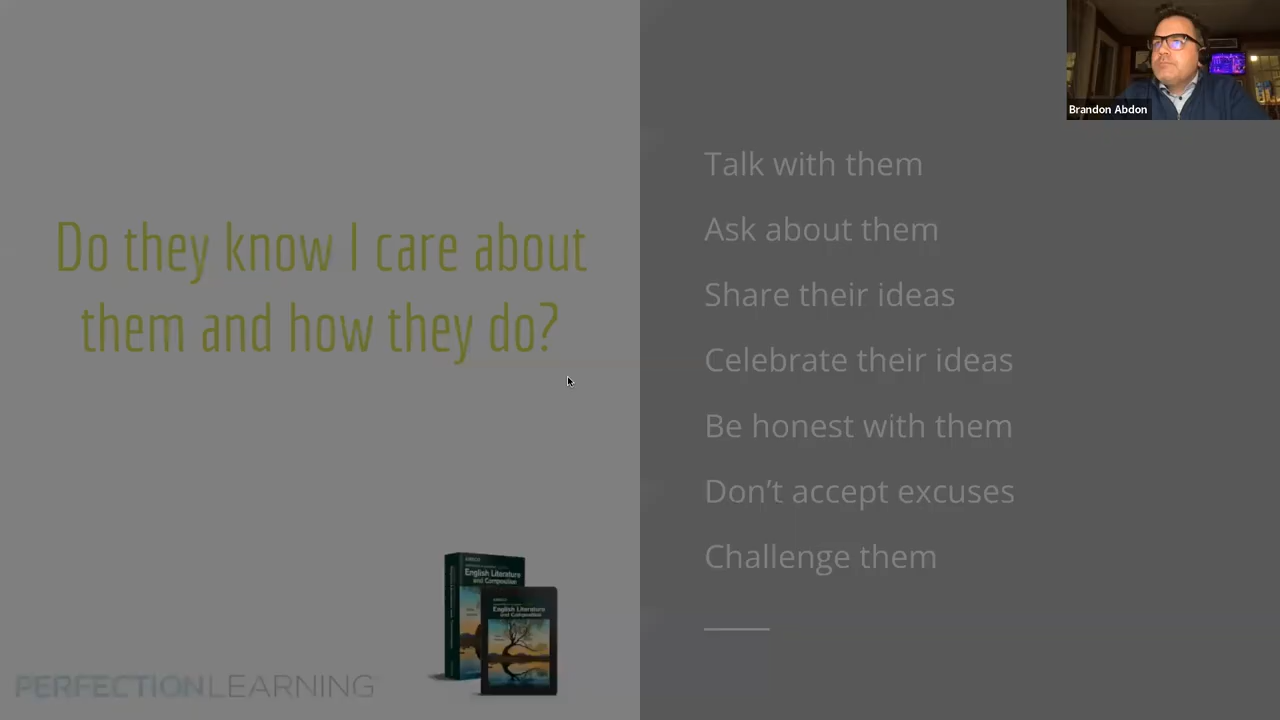 Brandon Abdon
Do they know I care about
them and how they do?
Talk with them
Ask about them
Share their ideas
Celebrate their ideas
Be honest with them
Don’t accept excuses
Challenge them
English Literature
and Composition
English Literature
and Composition
PERFECTION LEARNING